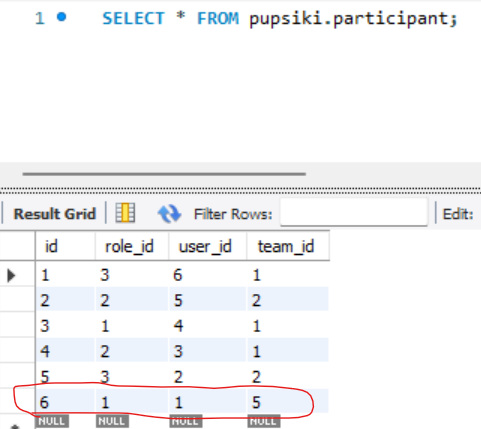 1 SELECT * FROM pupsiki.participant;
Result Grid Filter Rows: Edit:
id role_id user_id team_id
1 3 6 1
2 2 5 2
3 1 4 1
4 2 3 1
5 3 2 2
6 1 1 5
NULL NULL NULL NULL